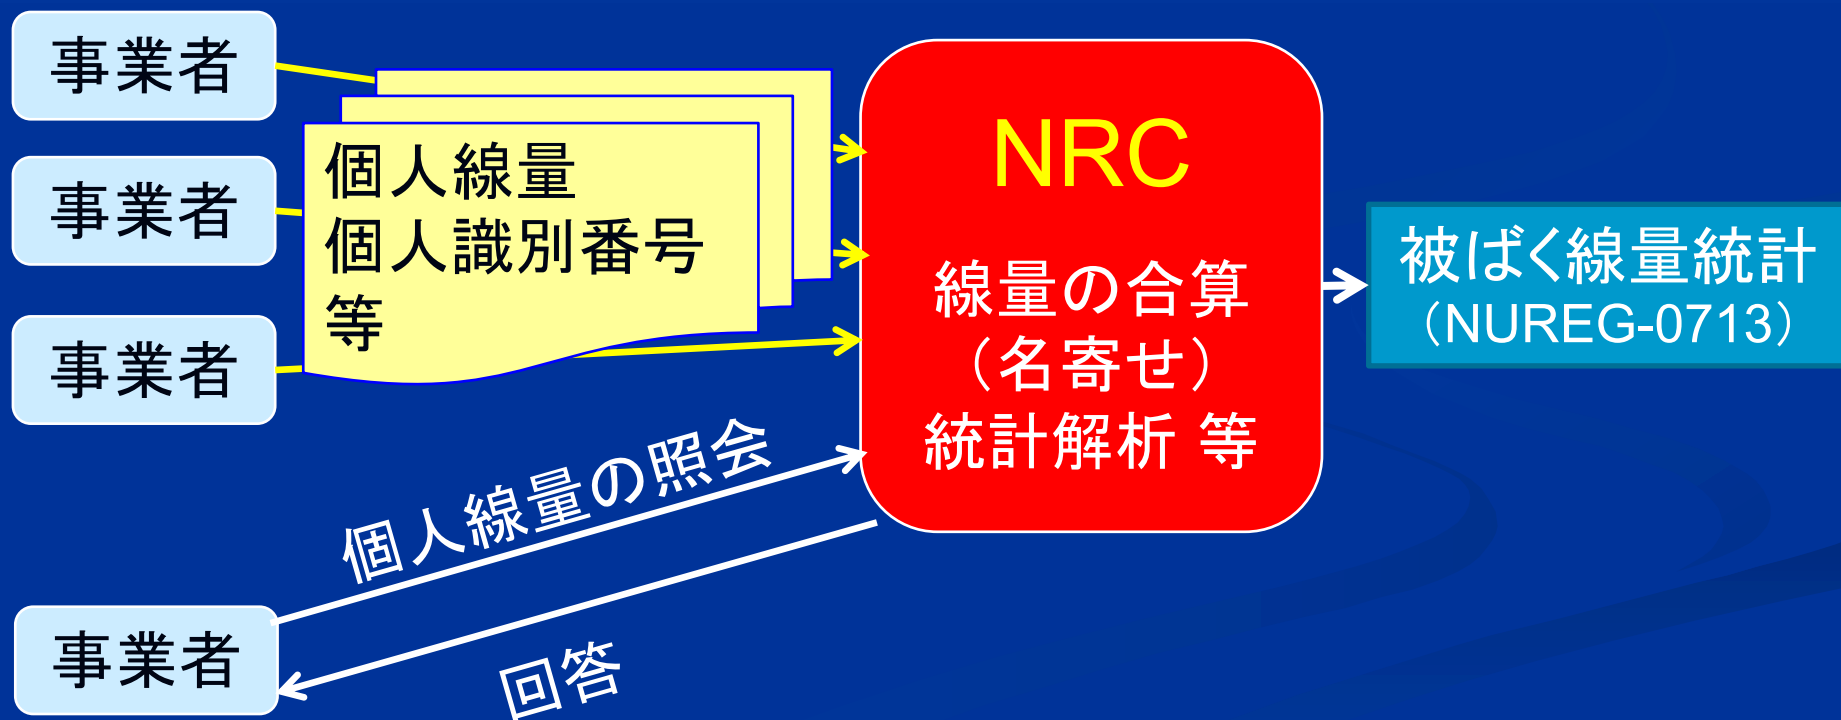 事業者
事業者
事業者
個人線量
個人識別番号
等
NRC
線量の合算
（名寄せ）
統計解析 等
被ばく線量統計
（NUREG-0713）
個人線量の照会
事業者
回答